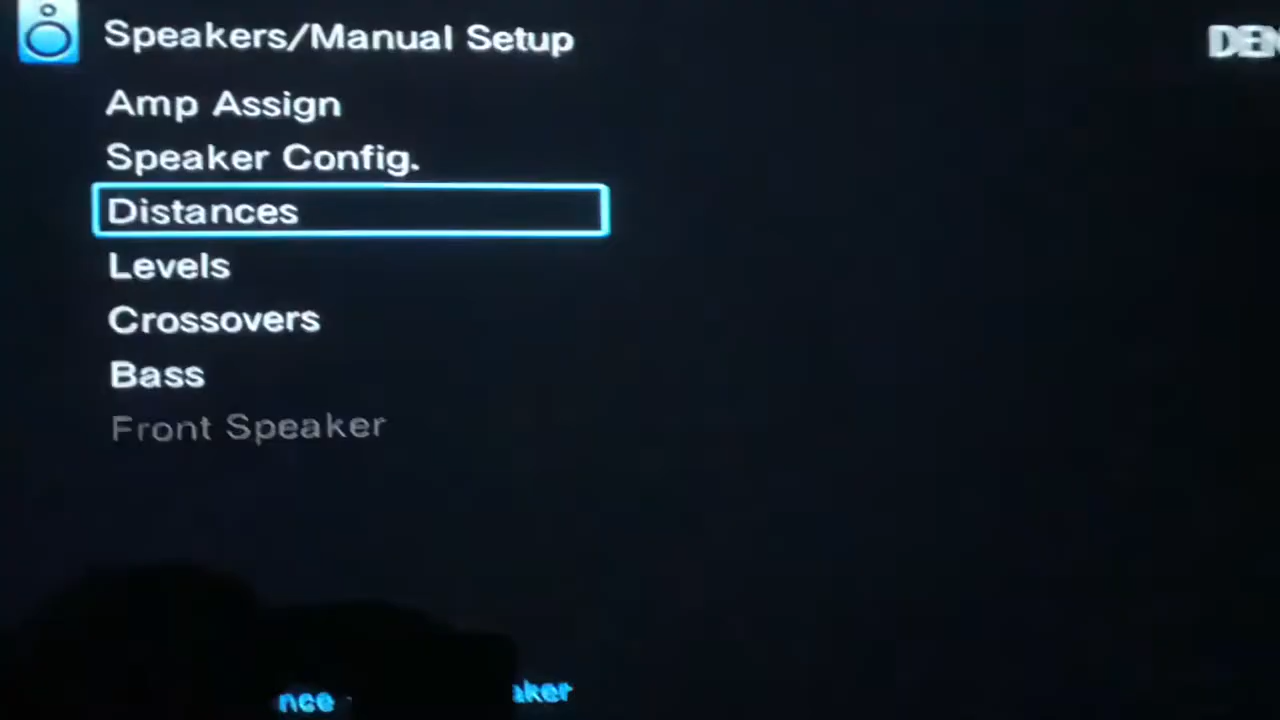 Speakers/Manual Setup
Amp Assign
Speaker Config.
Distances
Levels
Crossovers
Bass
Front Speaker